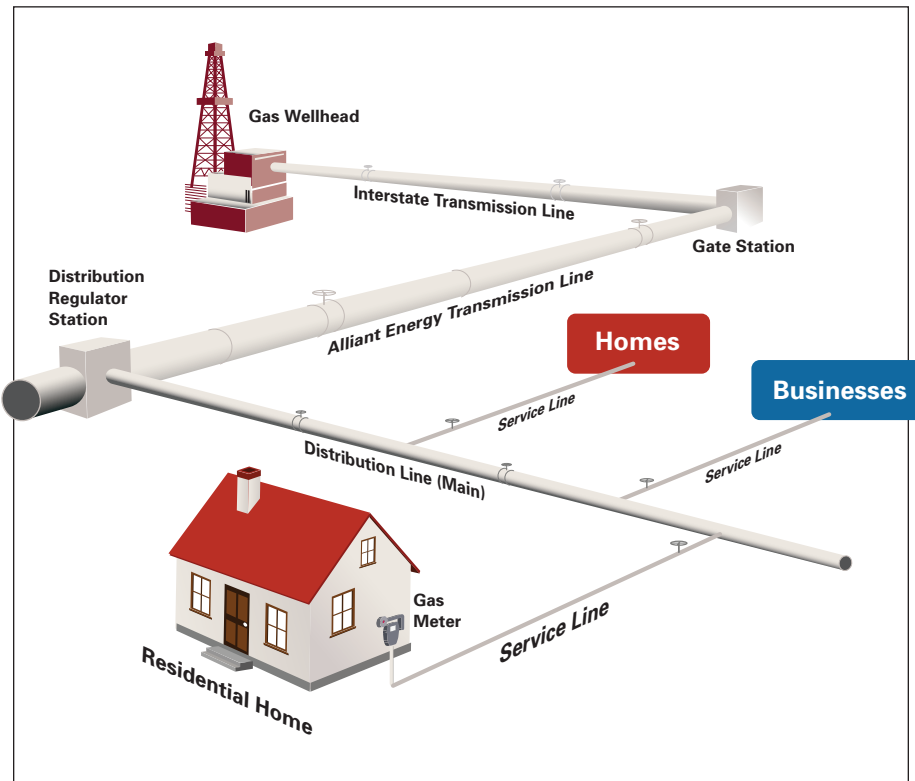 Gas Wellhead
Interstate Transmission Line
Gate Station
Distribution
Regulator
Station
Alliant Energy Transmission Line
Homes
Businesses
Service Line
Service Line
Distribution Line (Main)
Gas
Meter
Service Line
Residential Home